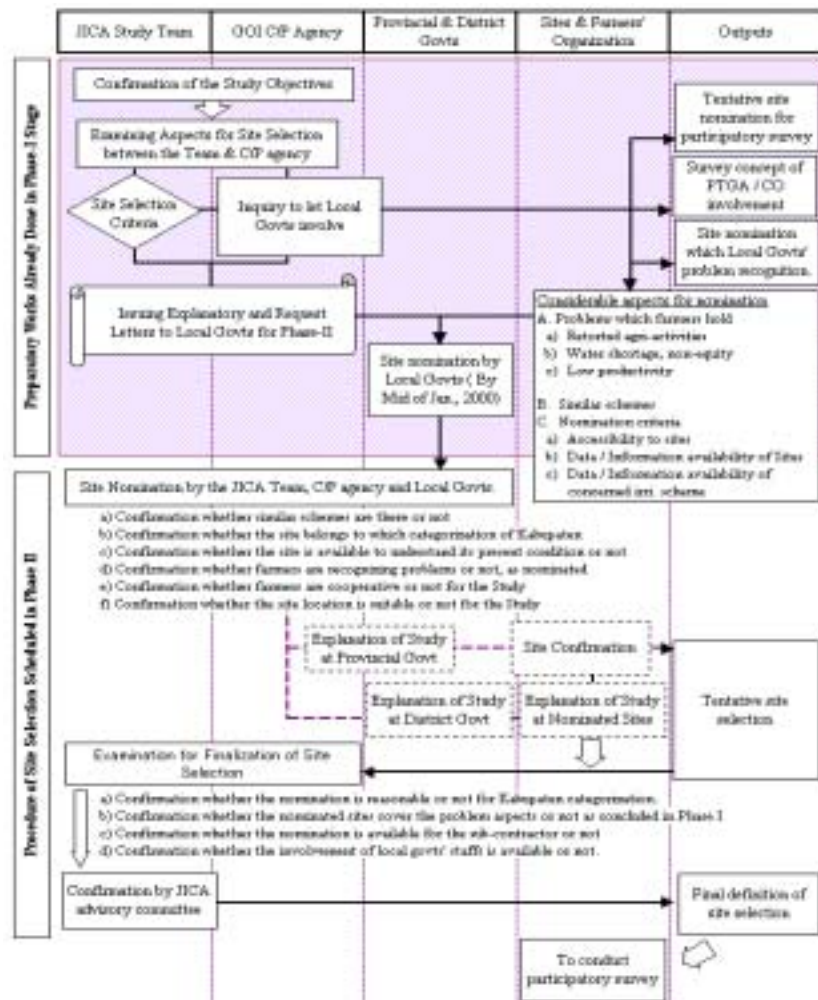 JICA Study Team
GOI C/P Agency
Provincial & District
Govts
Sites & Farmers'
Organization
Outputs
Preparatory Works Already Done in Phase-I Stage
Confirmation of the Study Objectives
Examining Aspects for Site Selection
between the Team & C/P agency
Site Selection
Criteria
Inquiry to let Local
Govts involve
Tentative site
nomination for
participatory survey
Survey concept of
PTGA / CO
involvement
Site nomination
which Local Govts'
problem recognition.
Issuing Explanatory and Request
Letters to Local Govts for Phase-II
Site nomination by
Local Govts ( By
Mid of Jan., 2000)
Considerable aspects for nomination
A. Problems which farmers hold
a) Retorted agri-activities
b) Water shortage, non-equity
c) Low productivity
B. Similar schemes
C. Nomination criteria
a) Accessibility to sites
b) Data / Information availability of Sites
c) Data / Information availability of
concerned irri. scheme
Procedure of Site Selection Scheduled in Phase II
Site Nomination by the JICA Team, C/P agency and Local Govts.
a) Confirmation whether similar schemes are there or not
b) Confirmation whether the site belongs to which categorization of Kabupaten
c) Confirmation whether the site is available to understand its present condition or not
d) Confirmation whether farmers are recognizing problems or not, as nominated
e) Confirmation whether farmers are cooperative or not for the Study
f) Confirmation whether the site location is suitable or not for the Study
Explanation of Study
at Provincial Govt
Site Confirmation
Explanation of Study
at District Govt
Explanation of Study
at Nominated Sites
Tentative site
selection
Examination for Finalization of Site
Selection
a) Confirmation whether the nomination is reasonable or not for Kabupaten categorization.
b) Confirmation whether the nominated sites cover the problem aspects or not as concluded in Phase I
c) Confirmation whether the nomination is available for the sub-contractor or not
d) Confirmation whether the involvement of local govts' staffs is available or not.
Confirmation by JICA
advisory committee
Final definition of
site selection
To conduct
participatory survey